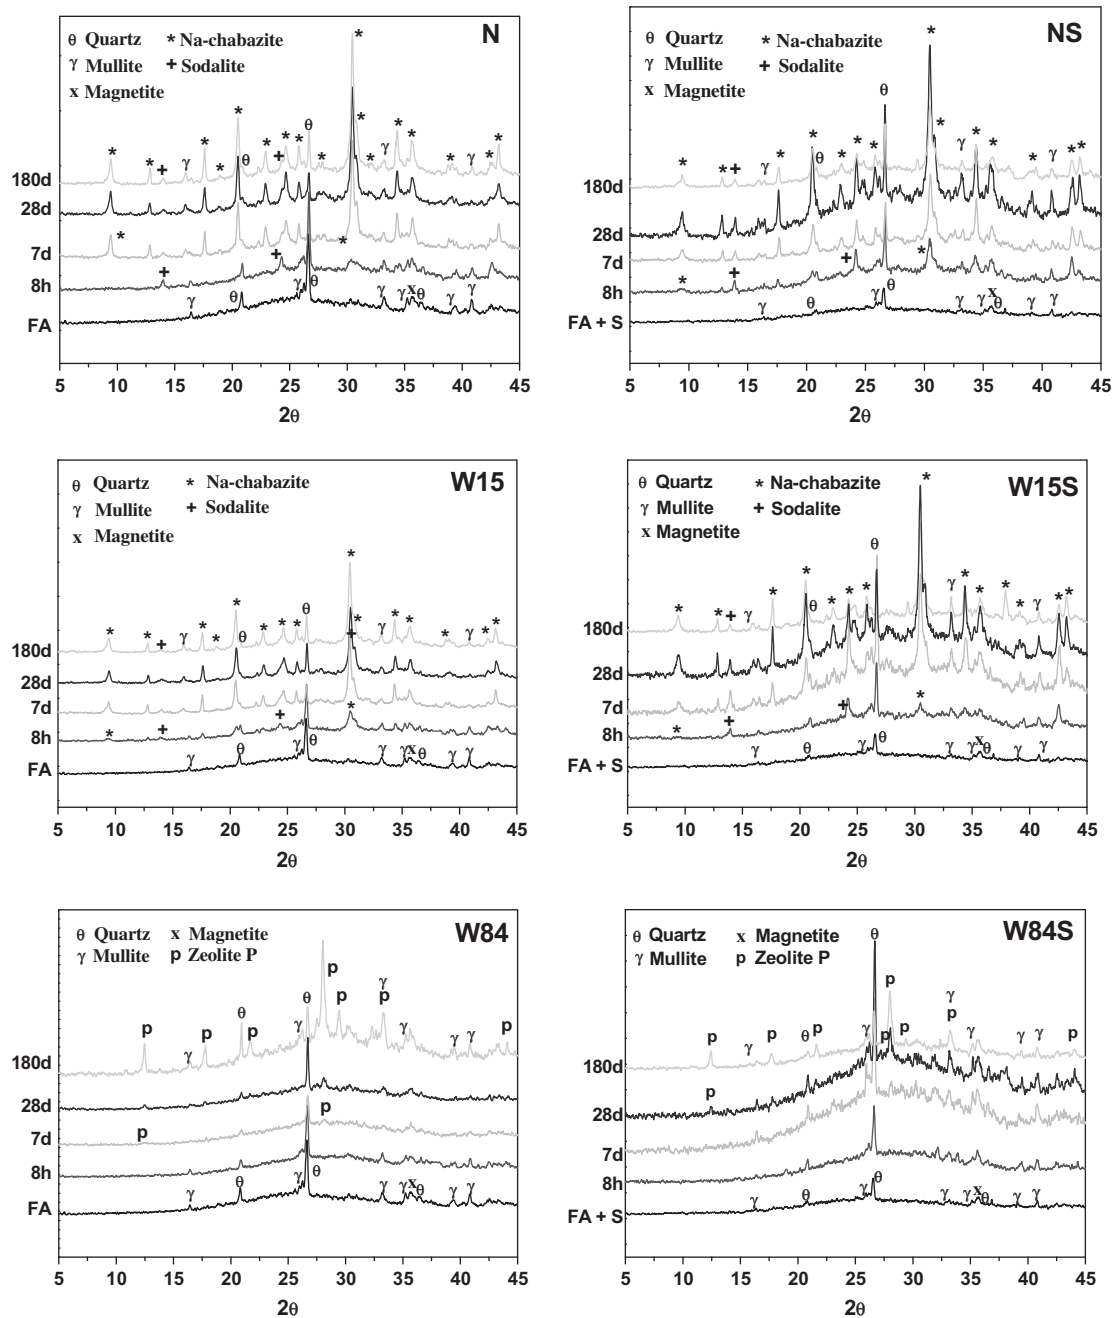 N
θ Quartz * Na-chabazite
γ Mullite + Sodalite
x Magnetite
* * + γ * * * θ * + * * θ * * * * γ * * * γ * *
180d
28d
7d
*
*
8h
+
+
γ θ γ θ γ γ x θ γ γ
FA
5 10 15 20 25 30 35 40 45
2θ
NS
θ Quartz * Na-chabazite
γ Mullite + Sodalite
x Magnetite
* * + γ * θ * * * θ * * γ * * * γ * *
180d
28d
7d
+ *
8h
* +
γ θ γ θ γ γ x θ γ γ
FA + S
5 10 15 20 25 30 35 40 45
2θ
W15
θ Quartz * Na-chabazite
γ Mullite + Sodalite
x Magnetite
* * + γ * * θ * * * θ * * + γ * * * γ * *
180d
28d
7d
+ *
8h
* +
γ θ γ θ γ γ x θ γ γ
FA
5 10 15 20 25 30 35 40 45
2θ
W15S
θ Quartz * Na-chabazite
γ Mullite + Sodalite
x Magnetite
* * + γ * * θ * * * θ * γ * * * * γ *
180d
28d
7d
+ *
8h
* +
γ θ γ θ γ γ x θ γ γ
FA + S
5 10 15 20 25 30 35 40 45
2θ
W84
θ Quartz x Magnetite
γ Mullite p Zeolite P
p γ p θ p γ θ p p γ p γ γ γ p
180d
28d
p
7d
p
8h
γ θ γ θ γ γ x θ γ γ
FA
5 10 15 20 25 30 35 40 45
2θ
W84S
θ Quartz x Magnetite
γ Mullite p Zeolite P
p γ p θ p γ θ p p p γ p γ γ γ p
180d
p
28d
7d
8h
γ θ γ θ γ γ x θ γ γ
FA + S
5 10 15 20 25 30 35 40 45
2θ